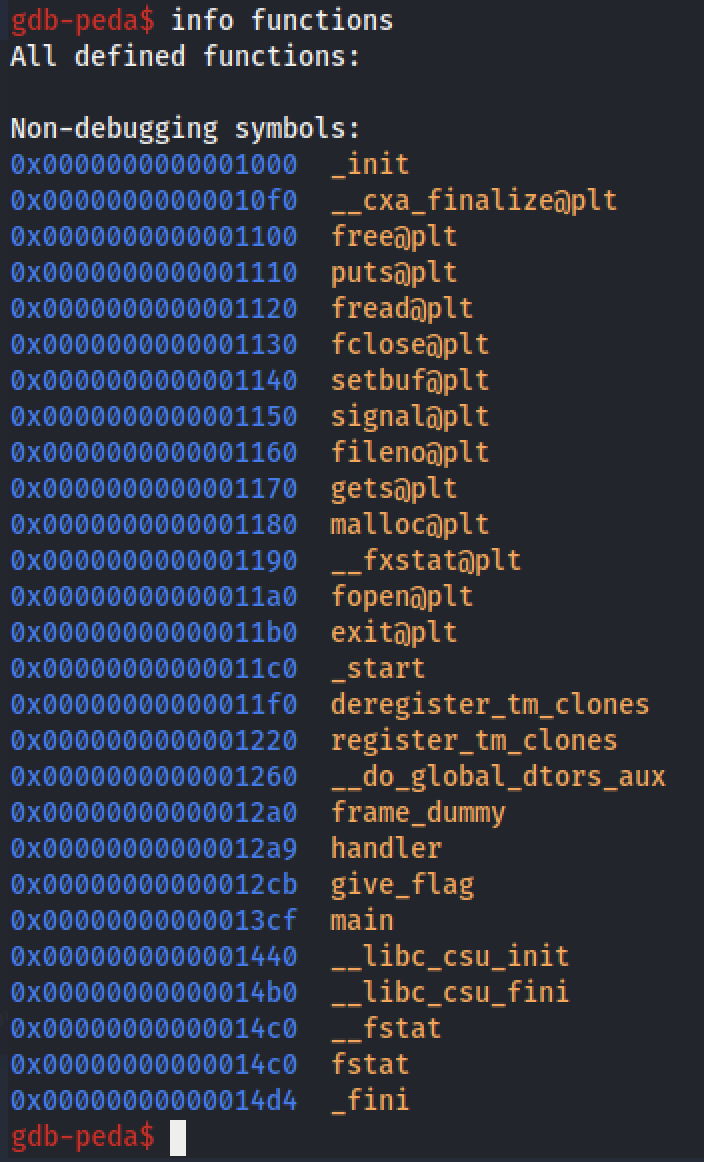 gdb-peda$ info functions
All defined functions:

Non-debugging symbols:
0x0000000000001000  _init
0x00000000000010f0  __cxa_finalize@plt
0x0000000000001100  free@plt
0x0000000000001110  puts@plt
0x0000000000001120  fread@plt
0x0000000000001130  fclose@plt
0x0000000000001140  setbuf@plt
0x0000000000001150  signal@plt
0x0000000000001160  fileno@plt
0x0000000000001170  gets@plt
0x0000000000001180  malloc@plt
0x0000000000001190  __fxstat@plt
0x00000000000011a0  fopen@plt
0x00000000000011b0  exit@plt
0x00000000000011c0  _start
0x00000000000011f0  deregister_tm_clones
0x0000000000001220  register_tm_clones
0x0000000000001260  __do_global_dtors_aux
0x00000000000012a0  frame_dummy
0x00000000000012a9  handler
0x00000000000012cb  give_flag
0x00000000000013cf  main
0x0000000000001440  __libc_csu_init
0x00000000000014b0  __libc_csu_fini
0x00000000000014c0  __fstat
0x00000000000014c0  fstat
0x00000000000014d4  _fini
gdb-peda$